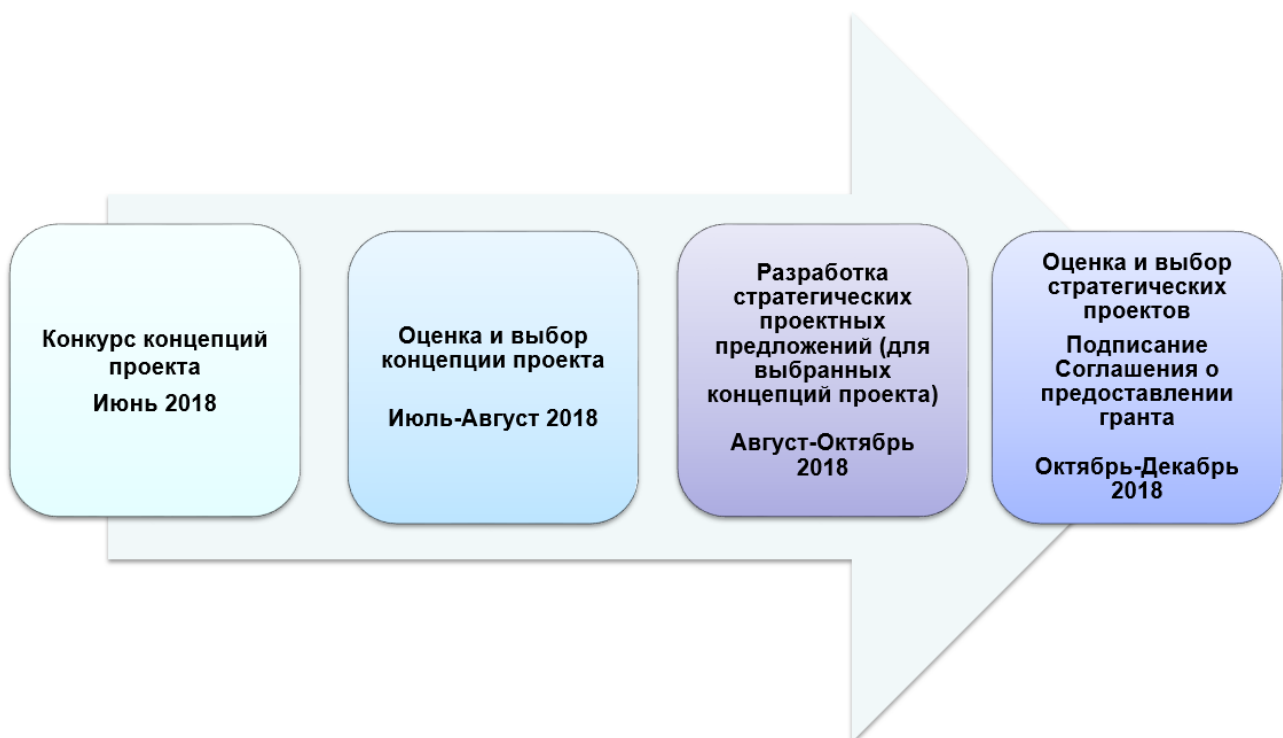 Конкурс концепций
проекта
Июнь 2018
Оценка и выбор
концепции проекта
Июль-Август 2018
Разработка
стратегических
проектных
предложений (для
выбранных
концепций проекта)
Август-Октябрь
2018
Оценка и выбор
стратегических
проектов
Подписание
Соглашения о
предоставлении
гранта
Октябрь-Декабрь
2018